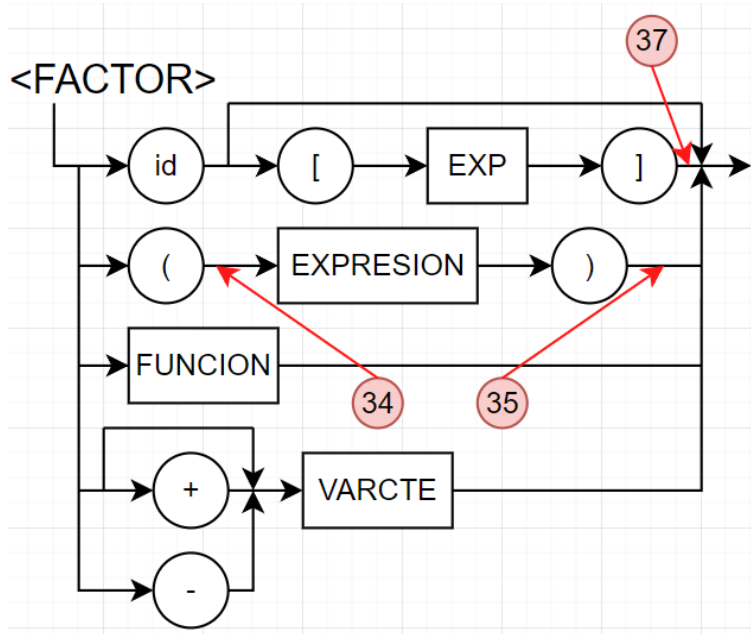 37
<FACTOR>
id [ EXP ]
( EXPRESION )
FUNCION
34 35
+ VARCTE
-